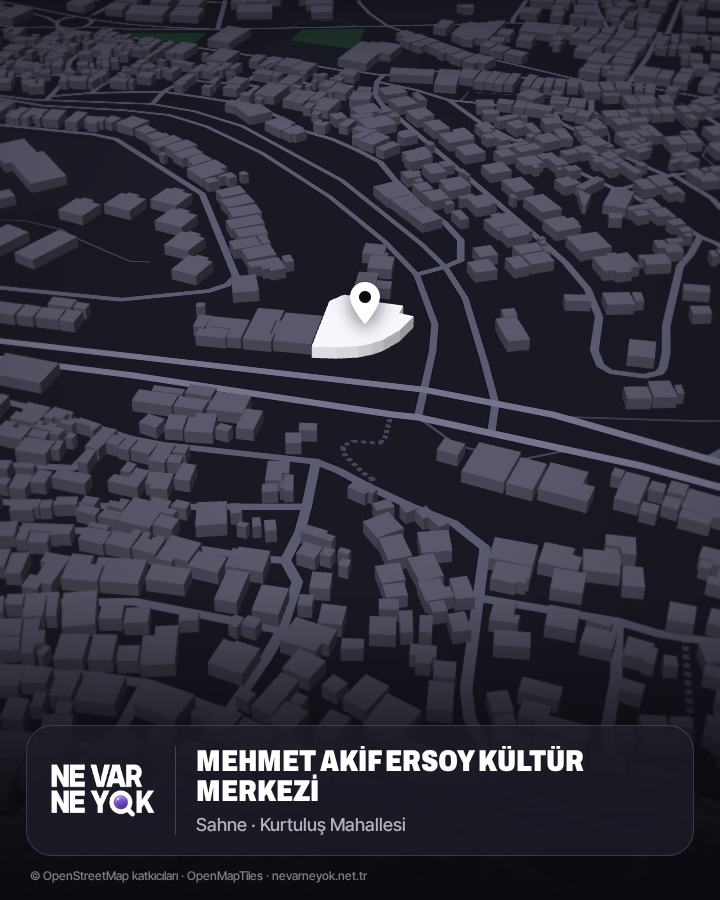 NE VAR
NE YOK
MEHMET AKİF ERSOY KÜLTÜR
MERKEZİ
Sahne · Kurtuluş Mahallesi
© OpenStreetMap katkıcıları · OpenMapTiles · nevarneyok.net.tr